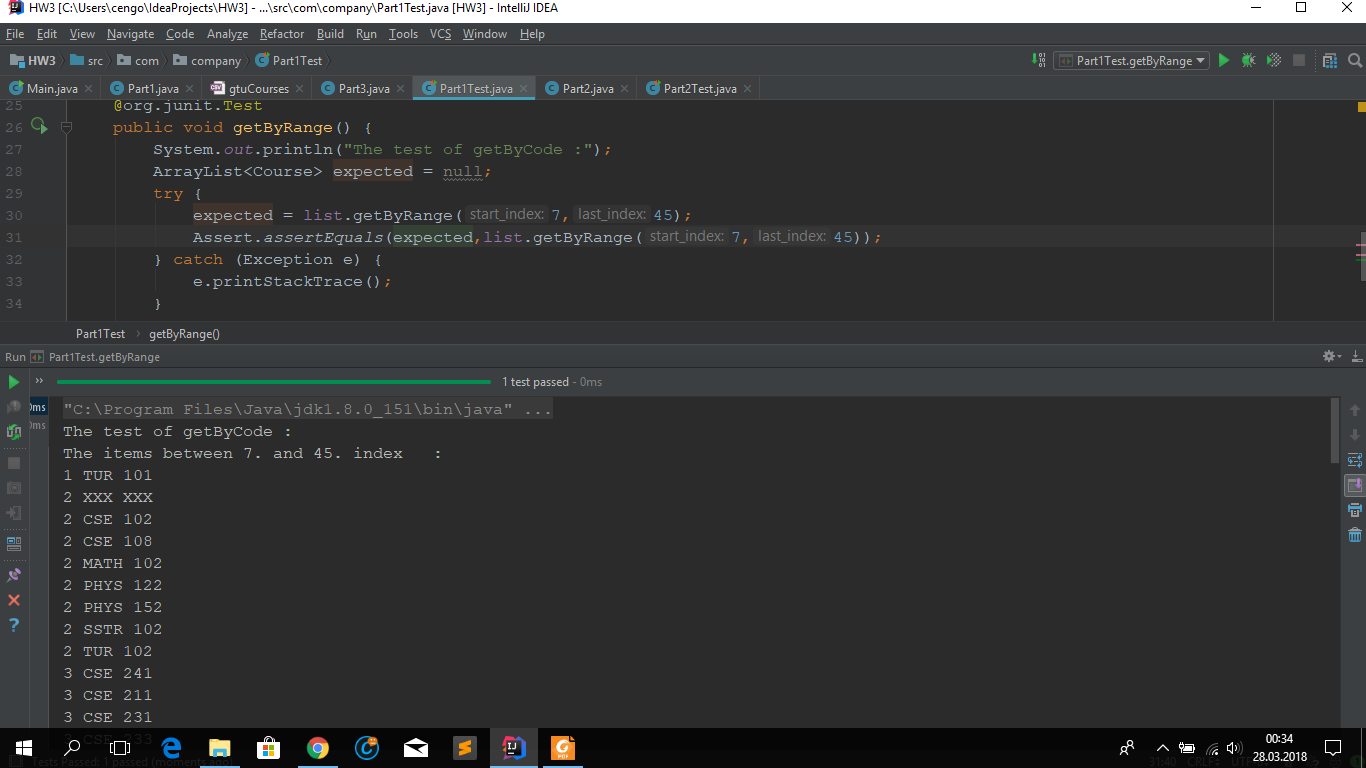 HW3 [C:\Users\cengo\IdeaProjects\HW3] - ...\src\com\company\Part1Test.java [HW3] - IntelliJ IDEA
File Edit View Navigate Code Analyze Refactor Build Run Tools VCS Window Help
HW3 src com company Part1Test Part1Test.getByRange
Main.java Part1.java gtuCourses Part3.java Part1Test.java Part2.java Part2Test.java
25 @org.junit.Test
26 public void getByRange() {
27 System.out.println("The test of getByCode :");
28 ArrayList<Course> expected = null;
29 try {
30 expected = list.getByRange( start_index: 7, last_index: 45);
31 Assert.assertEquals(expected,list.getByRange( start_index: 7, last_index: 45));
32 } catch (Exception e) {
33 e.printStackTrace();
34 }
Part1Test getByRange()
Run Part1Test.getByRange
1 test passed - 0ms
0ms "C:\Program Files\Java\jdk1.8.0_151\bin\java" ...
0ms The test of getByCode :
The items between 7. and 45. index :
1 TUR 101
2 XXX XXX
2 CSE 102
2 CSE 108
2 MATH 102
2 PHYS 122
2 PHYS 152
2 SSTR 102
2 TUR 102
3 CSE 241
3 CSE 211
3 CSE 231
3 CSE 233
00:34
Tests Passed: 1 passed (moments ago) 31:40 CRLF
28.03.2018